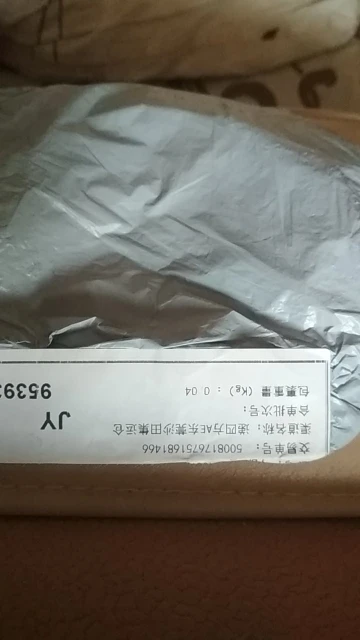 交易单号: 5008176751681466
渠道名称: 递四方AE东莞沙田集运仓
合单批次号:
包裹重量 (Kg) : 0.04
JY
95393